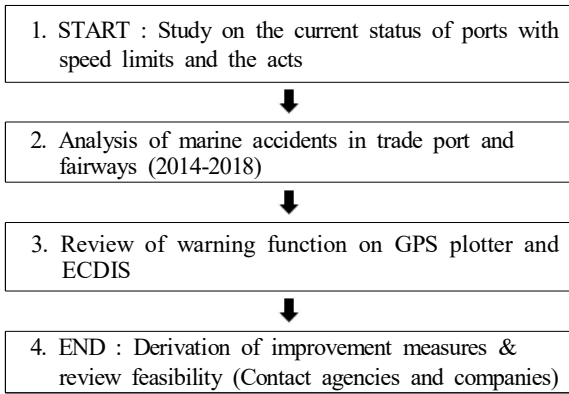 1. START : Study on the current status of ports with
speed limits and the acts
2. Analysis of marine accidents in trade port and
fairways (2014-2018)
3. Review of warning function on GPS plotter and
ECDIS
4. END : Derivation of improvement measures &
review feasibility (Contact agencies and companies)